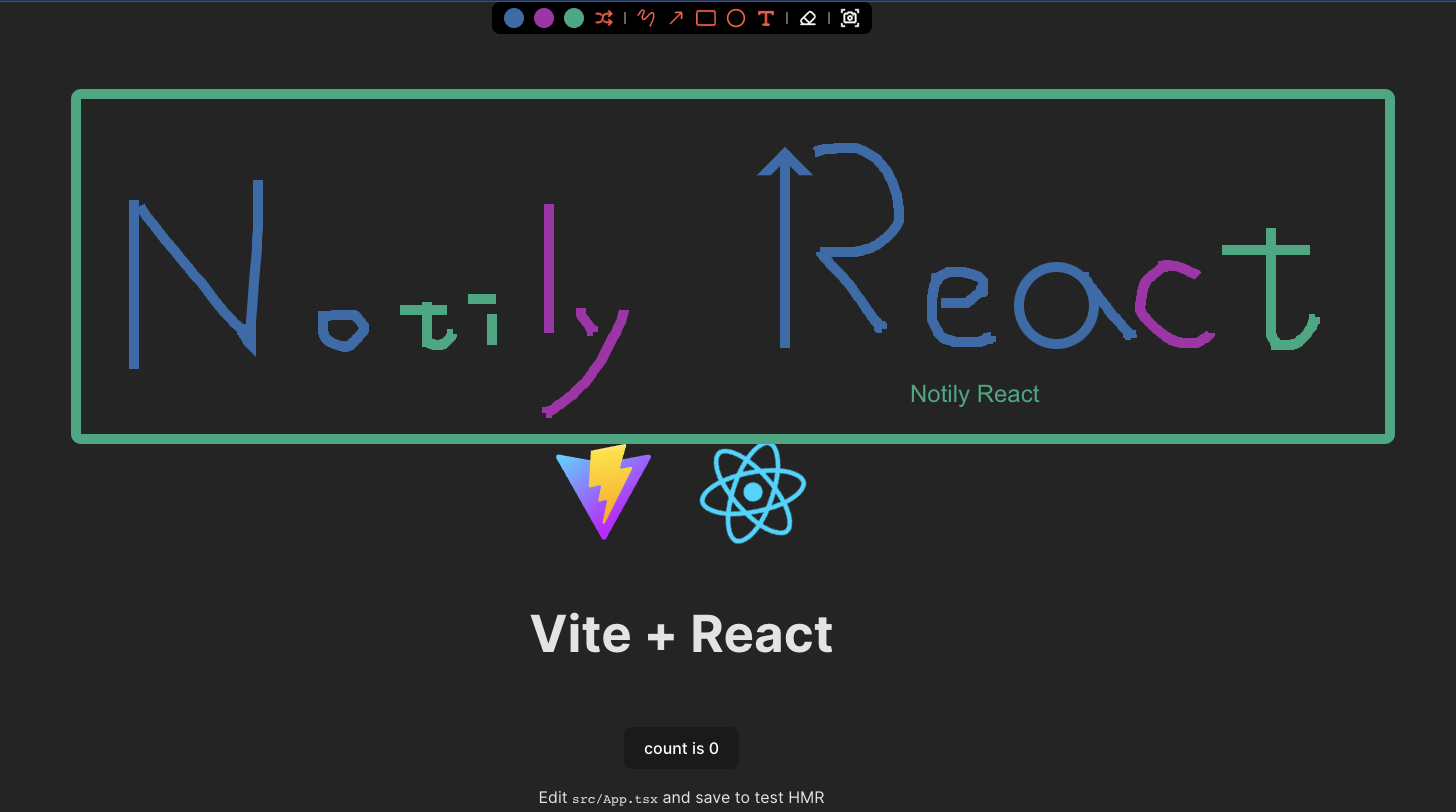 Notily React
Notily React
Vite + React
count is 0
Edit src/App.tsx and save to test HMR